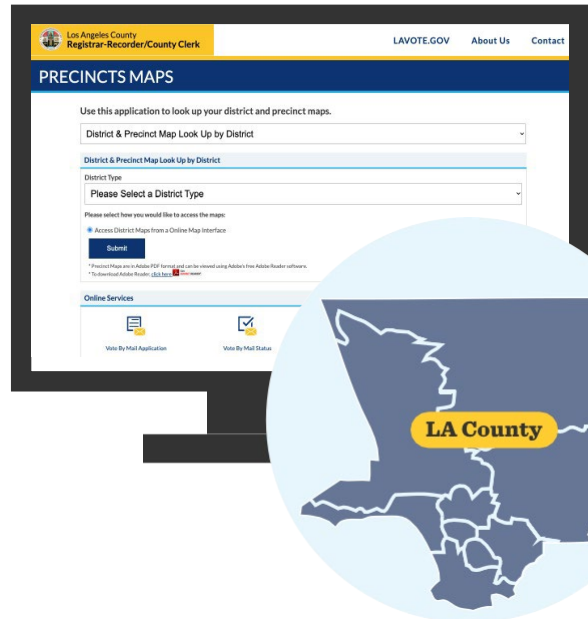 Los Angeles County
Registrar-Recorder/County Clerk
LAVOTE.GOV About Us Contact
PRECINCTS MAPS
Use this application to look up your district and precinct maps.
District & Precinct Map Look Up by District
District & Precinct Map Look Up by District
District Type
Please Select a District Type
Please select how you would like to access the maps:
Access District Maps from a Online Map Interface
Submit
* Precinct Maps are in Adobe PDF format and can be viewed using Adobe's free Adobe Reader software.
* To download Adobe Reader, click here
Online Services
Vote By Mail Application Vote By Mail Status
LA County